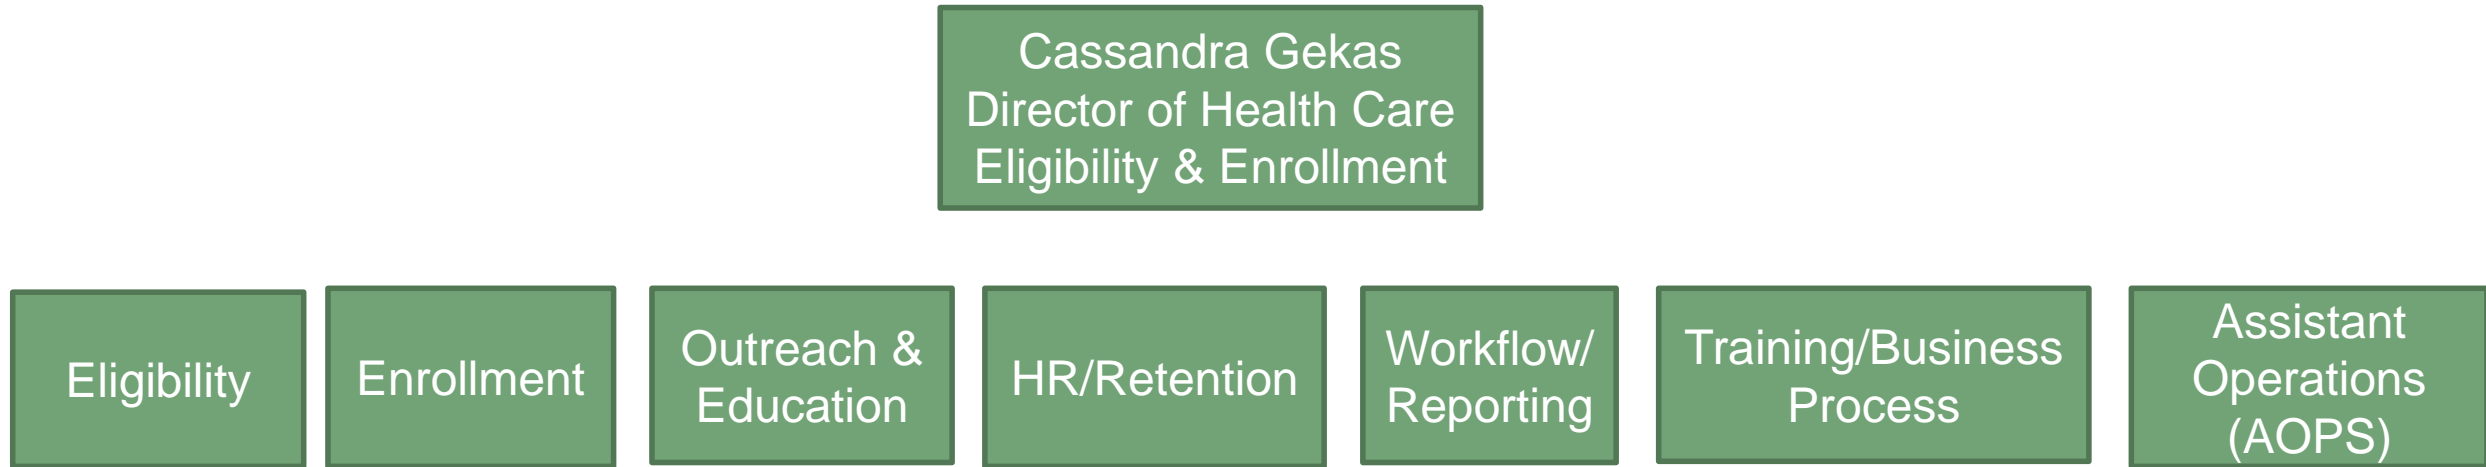 Cassandra Gekas
Director of Health Care
Eligibility & Enrollment
Eligibility
Enrollment
Outreach &
Education
HR/Retention
Workflow/
Reporting
Training/Business
Process
Assistant
Operations
(AOPS)